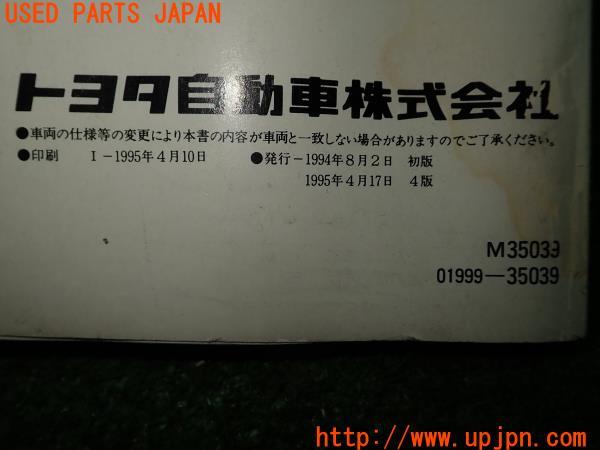 USED PARTS JAPAN
トヨタ自動車株式会社
●車両の仕様等の変更により本書の内容が車両と一致しない場合がありますのでご了承ください。
●印刷 I-1995年4月10日 ●発行-1994年8月2日 初版
1995年4月17日 4版
M35039
01999-35039
http://www.upjpn.com